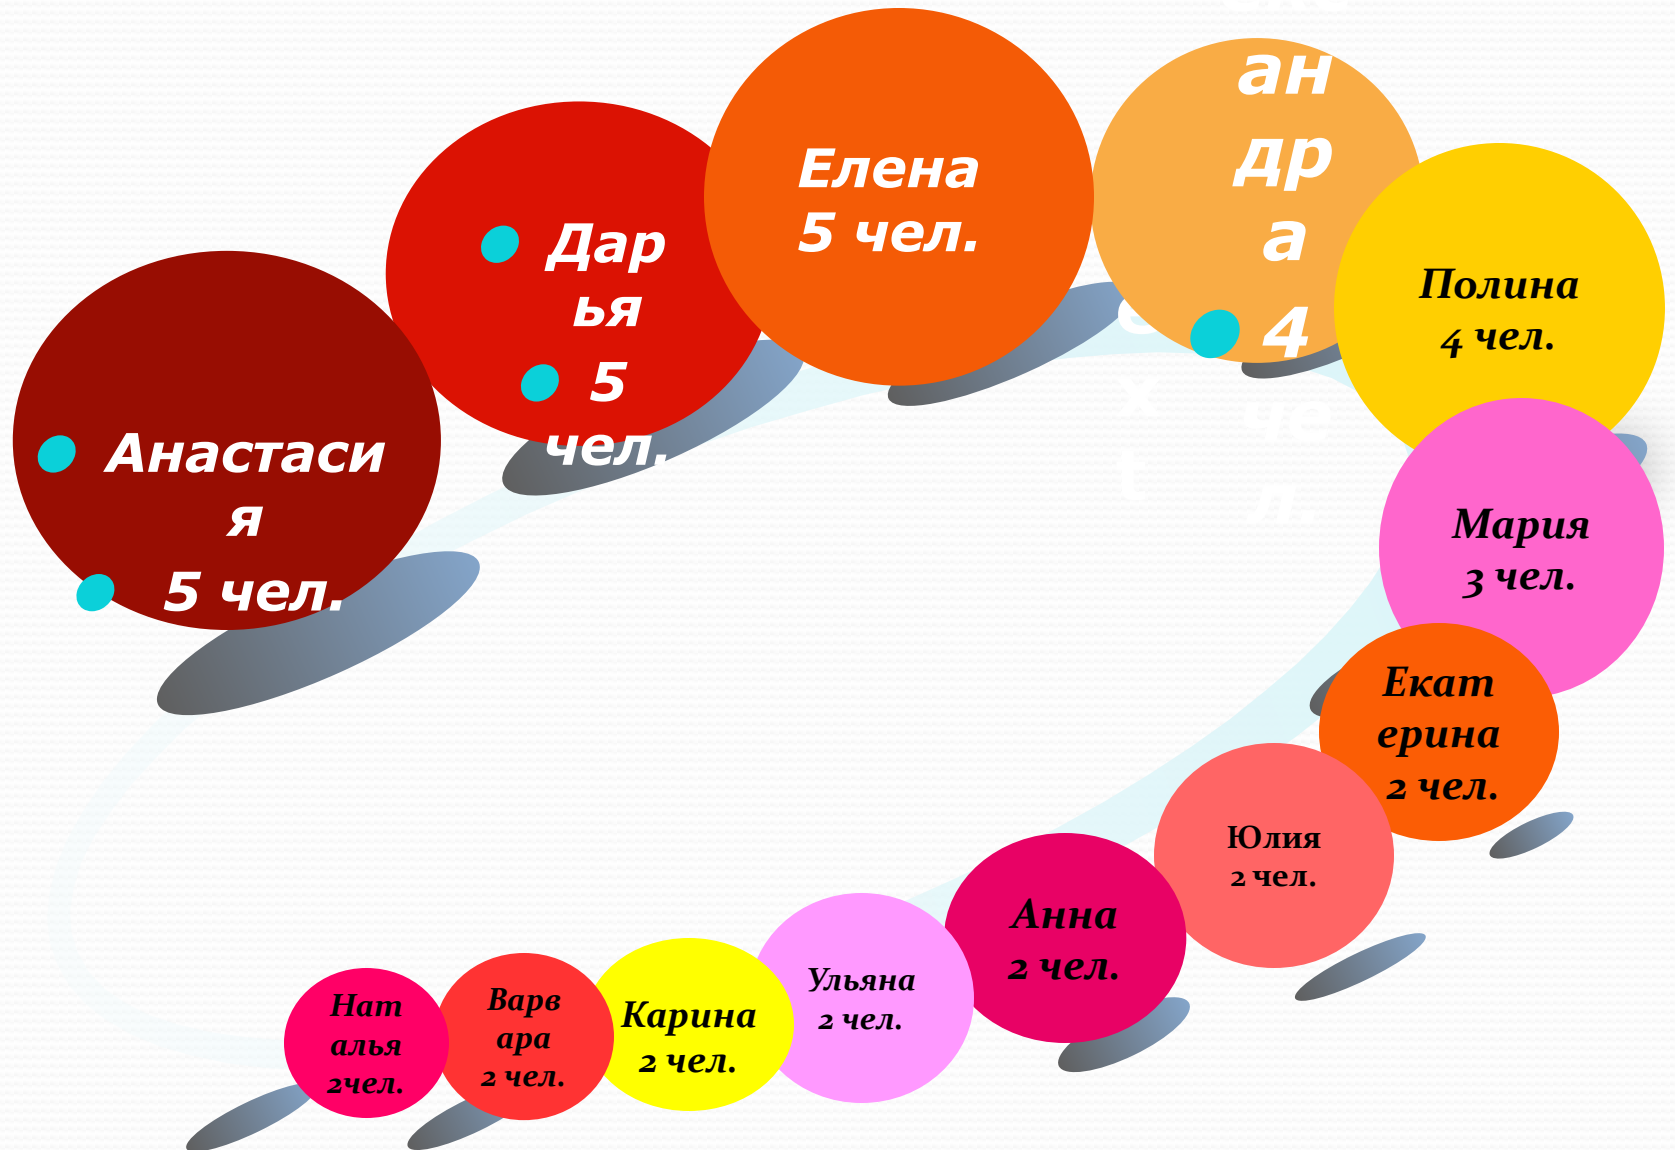 Анастаси
я
5 чел.
Дар
ья
5
чел.
Елена
5 чел.
ан
др
а
4
че
л.
Полина
4 чел.
Мария
3 чел.
Екат
ерина
2 чел.
Юлия
2 чел.
Анна
2 чел.
Ульяна
2 чел.
Карина
2 чел.
Варв
ара
2 чел.
Нат
алья
2чел.